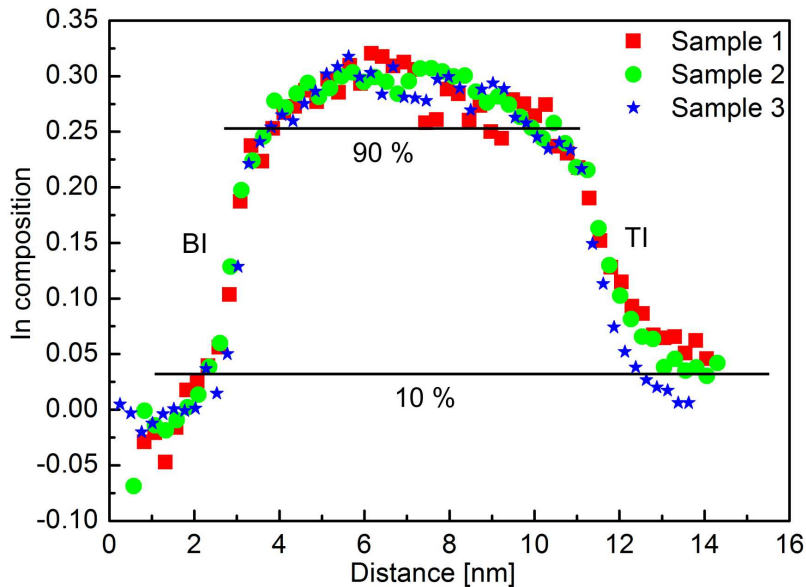 0.35
0.30
0.25
0.20
0.15
0.10
0.05
0.00
-0.05
-0.10
In composition
Sample 1
Sample 2
Sample 3
90 %
BI
TI
10 %
0 2 4 6 8 10 12 14 16
Distance [nm]